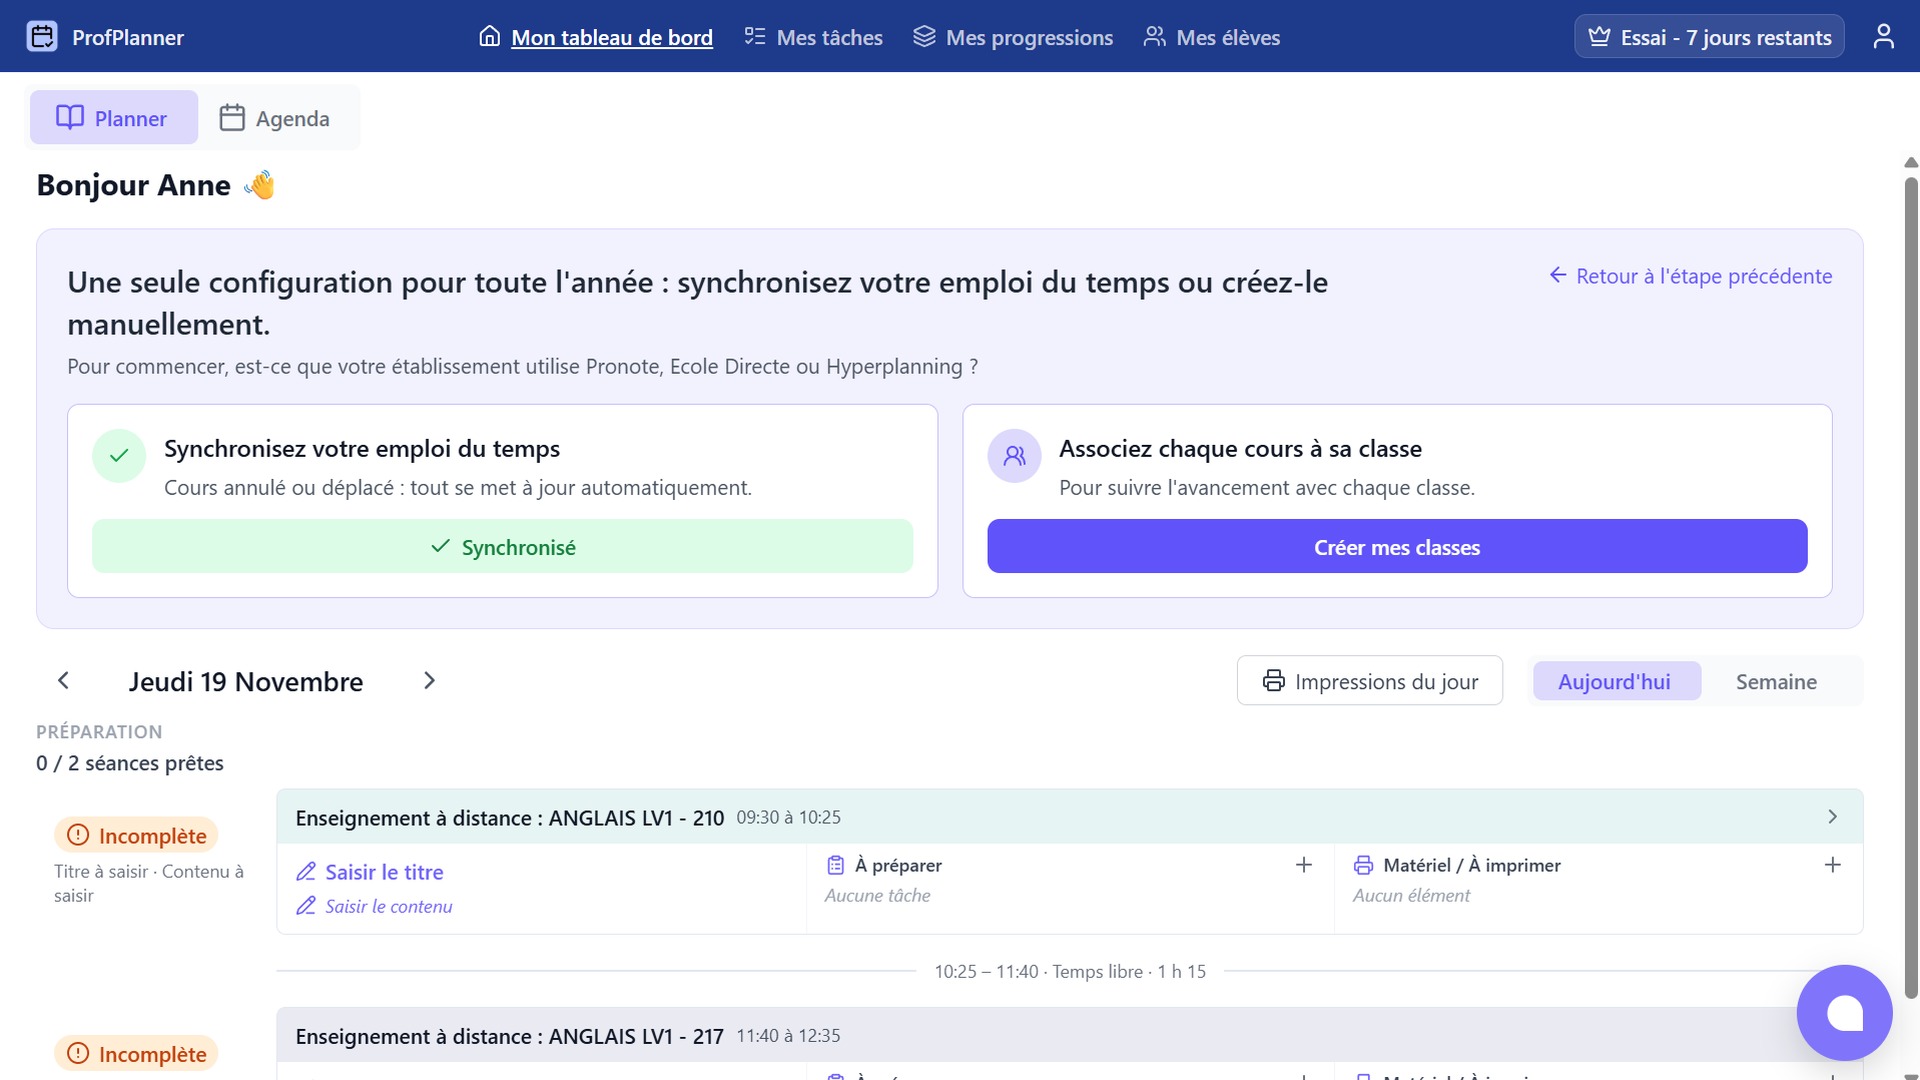 ProfPlanner
Mon tableau de bord
Mes tâches
Mes progressions
Mes élèves
Essai - 7 jours restants
Planner
Agenda
Bonjour Anne 👋
Une seule configuration pour toute l'année : synchronisez votre emploi du temps ou créez-le
manuellement.
Retour à l'étape précédente
Pour commencer, est-ce que votre établissement utilise Pronote, Ecole Directe ou Hyperplanning ?
Synchronisez votre emploi du temps
Cours annulé ou déplacé : tout se met à jour automatiquement.
Synchronisé
Associez chaque cours à sa classe
Pour suivre l'avancement avec chaque classe.
Créer mes classes
Jeudi 19 Novembre
Impressions du jour
Aujourd'hui
Semaine
PRÉPARATION
0 / 2 séances prêtes
Incomplète
Titre à saisir · Contenu à
saisir
Enseignement à distance : ANGLAIS LV1 - 210 09:30 à 10:25
Saisir le titre
Saisir le contenu
À préparer
Aucune tâche
Matériel / À imprimer
Aucun élément
10:25 – 11:40 · Temps libre · 1 h 15
Incomplète
Enseignement à distance : ANGLAIS LV1 - 217 11:40 à 12:35